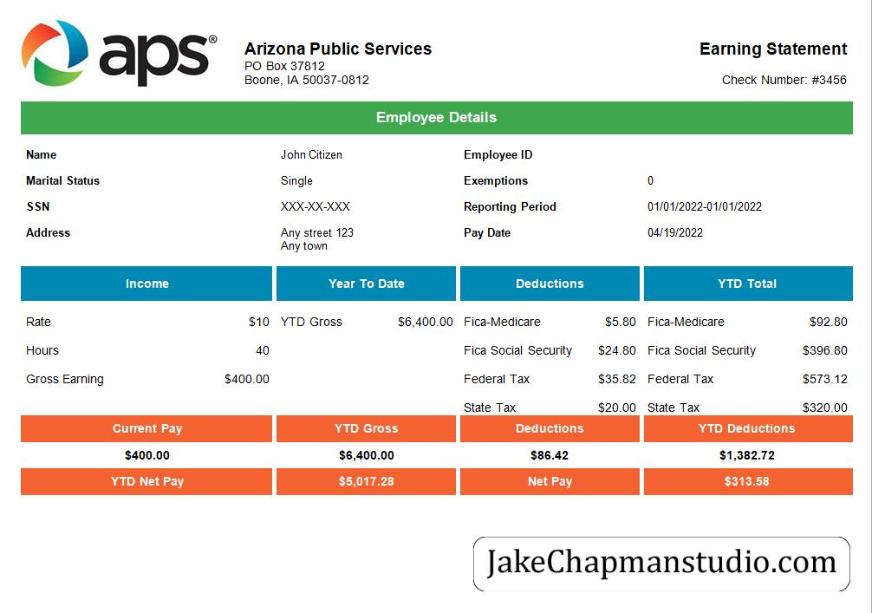 aps®
Arizona Public Services
PO Box 37812
Boone, IA 50037-0812
Earning Statement
Check Number: #3456
Employee Details
Name John Citizen Employee ID
Marital Status Single Exemptions 0
SSN XXX-XX-XXX Reporting Period 01/01/2022-01/01/2022
Address Any street 123 Pay Date 04/19/2022
Any town
Income Year To Date Deductions YTD Total
Rate $10 YTD Gross $6,400.00 Fica-Medicare $5.80 Fica-Medicare $92.80
Hours 40 Fica Social Security $24.80 Fica Social Security $396.80
Gross Earning $400.00 Federal Tax $35.82 Federal Tax $573.12
State Tax $20.00 State Tax $320.00
Current Pay YTD Gross Deductions YTD Deductions
$400.00 $6,400.00 $86.42 $1,382.72
YTD Net Pay $5,017.28 Net Pay $313.58
JakeChapmanstudio.com